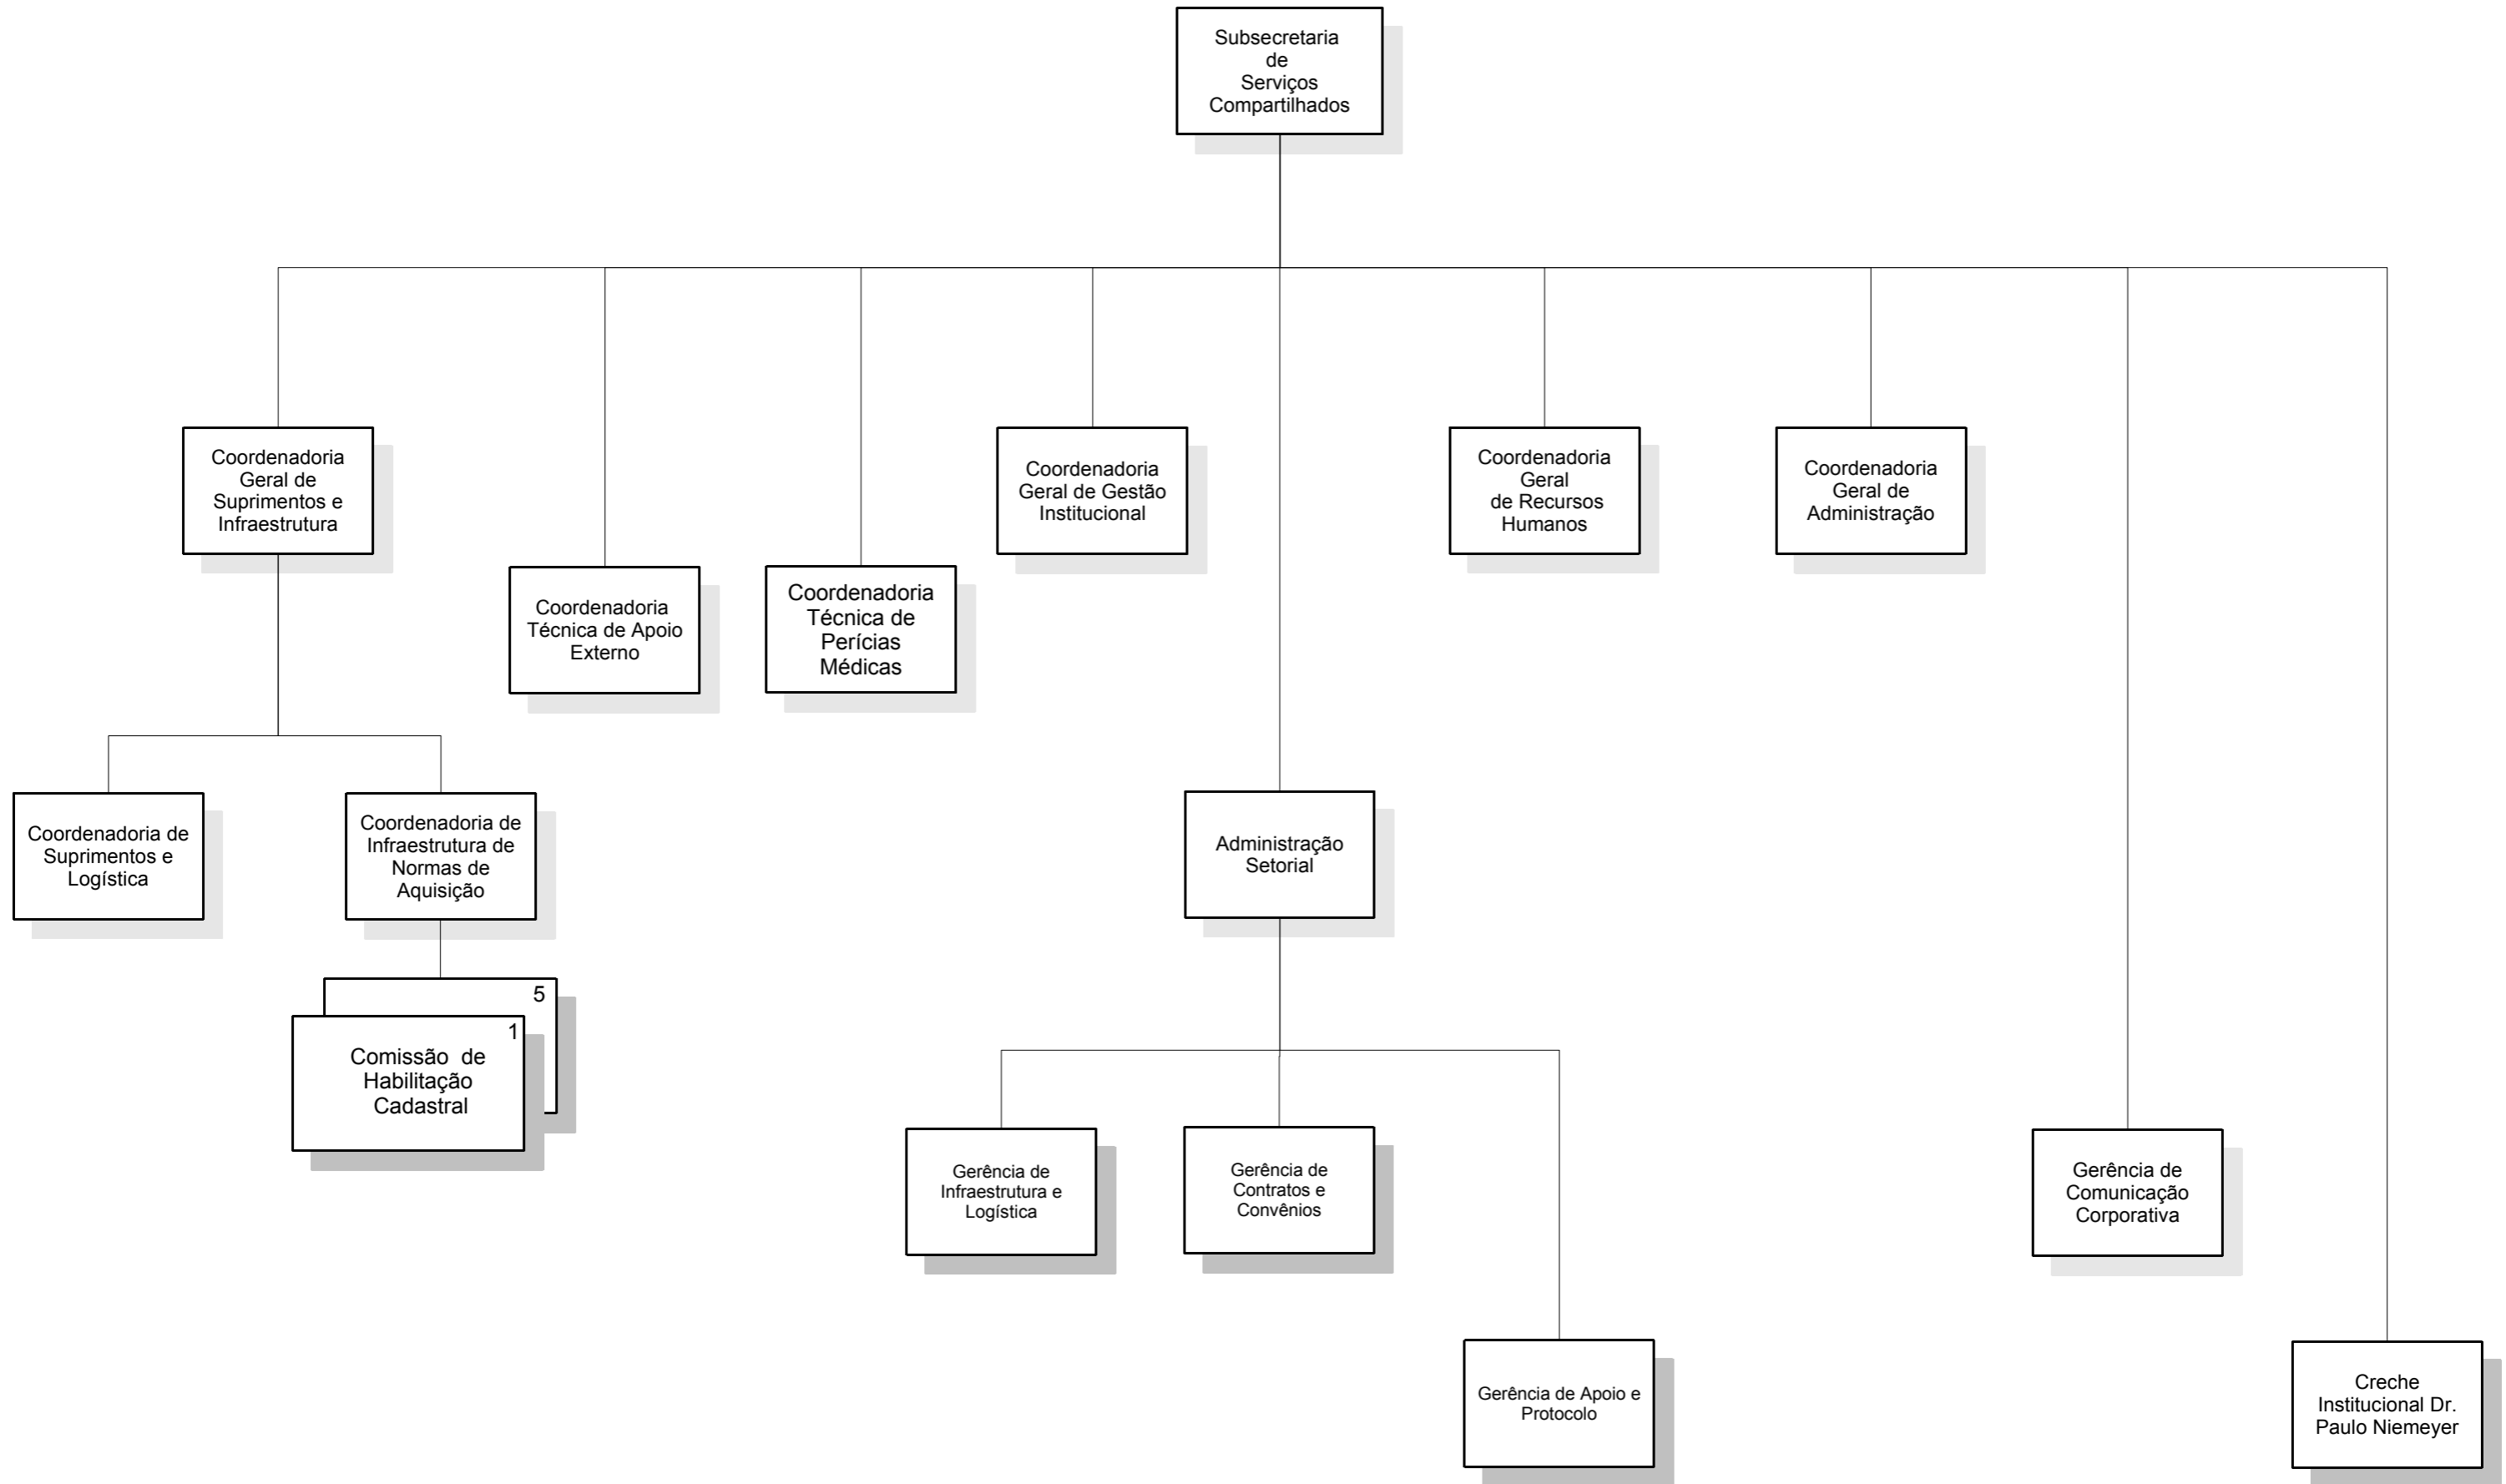 Subsecretaria
de
Serviços
Compartilhados
Coordenadoria
Geral de
Suprimentos e
Infraestrutura
Coordenadoria
Técnica de Apoio
Externo
Coordenadoria
Técnica de
Perícias
Médicas
Coordenadoria
Geral de Gestão
Institucional
Coordenadoria
Geral
de Recursos
Humanos
Coordenadoria
Geral de
Administração
Coordenadoria de
Suprimentos e
Logística
Coordenadoria de
Infraestrutura de
Normas de
Aquisição
Administração
Setorial
5
1
Comissão de
Habilitação
Cadastral
Gerência de
Infraestrutura e
Logística
Gerência de
Contratos e
Convênios
Gerência de
Comunicação
Corporativa
Gerência de Apoio e
Protocolo
Creche
Institucional Dr.
Paulo Niemeyer